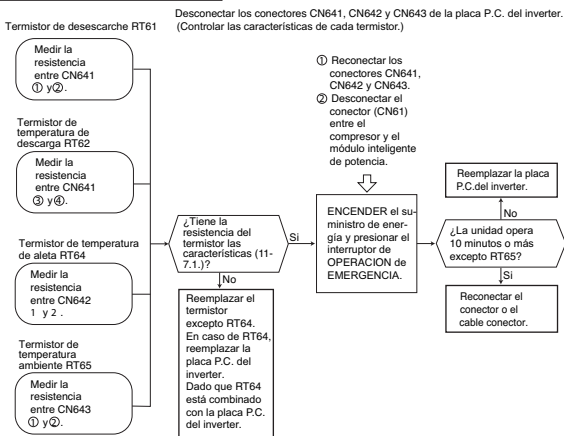 Desconectar los conectores CN641, CN642 y CN643 de la placa P.C. del inverter.
(Controlar las características de cada termistor.)
Termistor de desescarche RT61
Medir la
resistencia
entre CN641
① y②.
Termistor de
temperatura de
descarga RT62
Medir la
resistencia
entre CN641
③ y④.
Termistor de temperatura
de aleta RT64
Medir la
resistencia
entre CN642
1 y 2 .
Termistor de
temperatura
ambiente RT65
Medir la
resistencia
entre CN643
① y②.
¿Tiene la
resistencia del
termistor las
características (11-
7.1.)?
Si
No
Reemplazar el
termistor
excepto RT64.
En caso de RT64,
reemplazar la
placa P.C. del
inverter.
Dado que RT64
está combinado
con la placa P.C.
del inverter.
① Reconectar los
conectores CN641,
CN642 y CN643.
② Desconectar el
conector (CN61)
entre el
compresor y el
módulo inteligente
de potencia.
ENCENDER el su-
ministro de ener-
gía y presionar el
interruptor de
OPERACION de
EMERGENCIA.
Reemplazar la placa
P.C.del inverter.
No
¿La unidad opera
10 minutos o más
excepto RT65?
Si
Reconectar el
conector o el
cable conector.